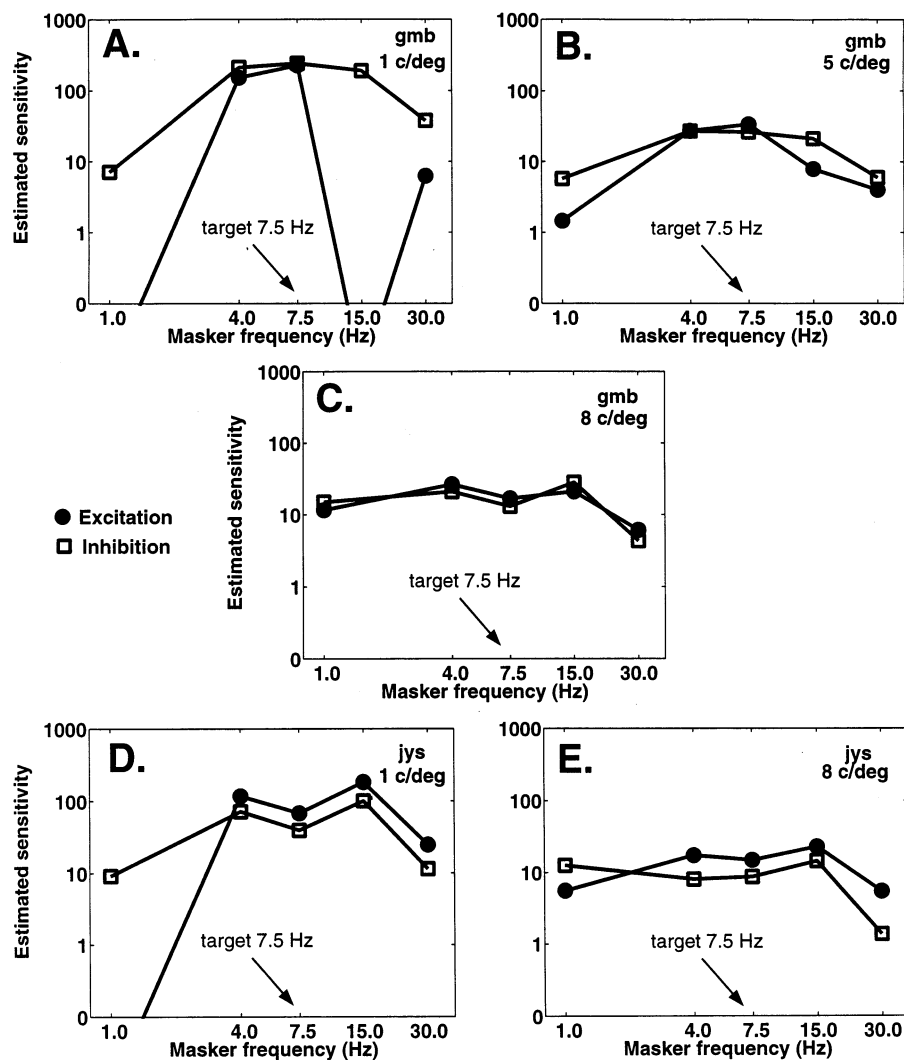 A.
gmb
1 c/deg
1000
100
10
1
0
Estimated sensitivity
target 7.5 Hz
1.0 4.0 7.5 15.0 30.0
Masker frequency (Hz)
B.
gmb
5 c/deg
1000
100
10
1
0
target 7.5 Hz
1.0 4.0 7.5 15.0 30.0
Masker frequency (Hz)
Excitation
Inhibition
C.
gmb
8 c/deg
1000
100
10
1
0
Estimated sensitivity
target 7.5 Hz
1.0 4.0 7.5 15.0 30.0
Masker frequency (Hz)
D.
jys
1 c/deg
1000
100
10
1
0
Estimated sensitivity
target 7.5 Hz
1.0 4.0 7.5 15.0 30.0
Masker frequency (Hz)
E.
jys
8 c/deg
1000
100
10
1
0
target 7.5 Hz
1.0 4.0 7.5 15.0 30.0
Masker frequency (Hz)